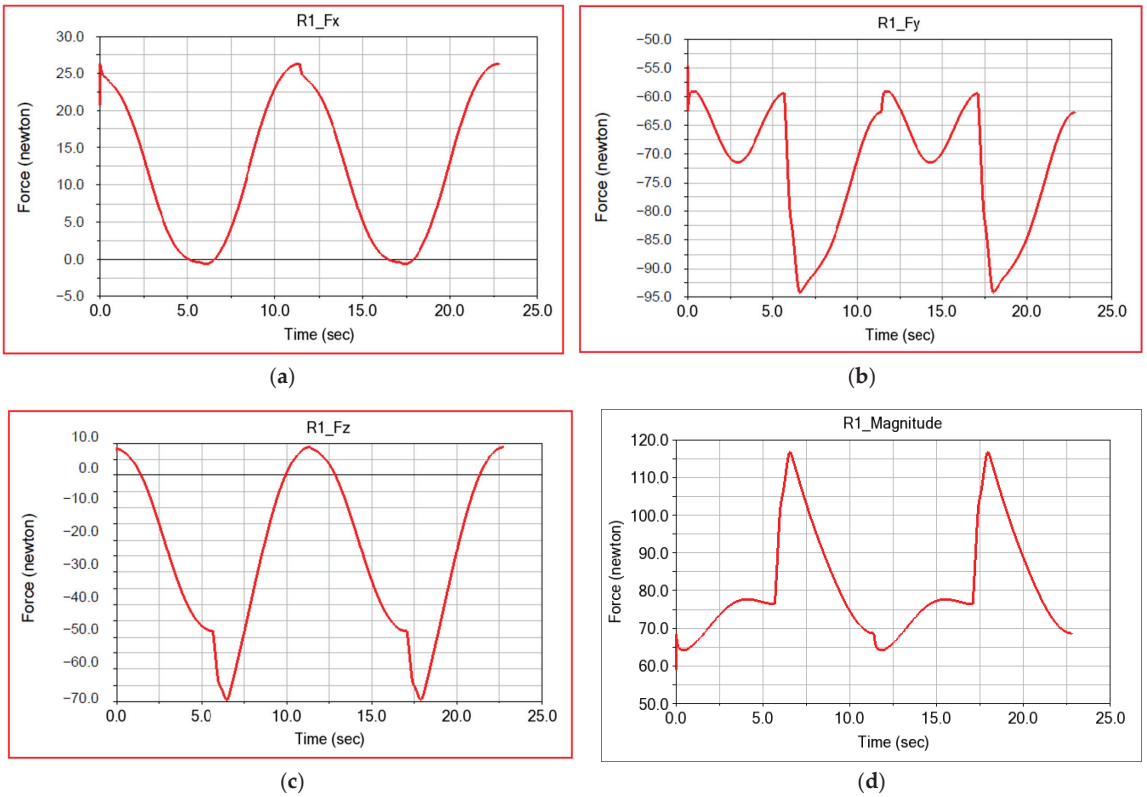 R1_Fx
30.0
25.0
20.0
15.0
10.0
5.0
0.0
−5.0
Force (newton)
0.0 5.0 10.0 15.0 20.0 25.0
Time (sec)
(a)
R1_Fy
−50.0
−55.0
−60.0
−65.0
−70.0
−75.0
−80.0
−85.0
−90.0
−95.0
Force (newton)
0.0 5.0 10.0 15.0 20.0 25.0
Time (sec)
(b)
R1_Fz
10.0
0.0
−10.0
−20.0
−30.0
−40.0
−50.0
−60.0
−70.0
Force (newton)
0.0 5.0 10.0 15.0 20.0 25.0
Time (sec)
(c)
R1_Magnitude
120.0
110.0
100.0
90.0
80.0
70.0
60.0
50.0
Force (newton)
0.0 5.0 10.0 15.0 20.0 25.0
Time (sec)
(d)